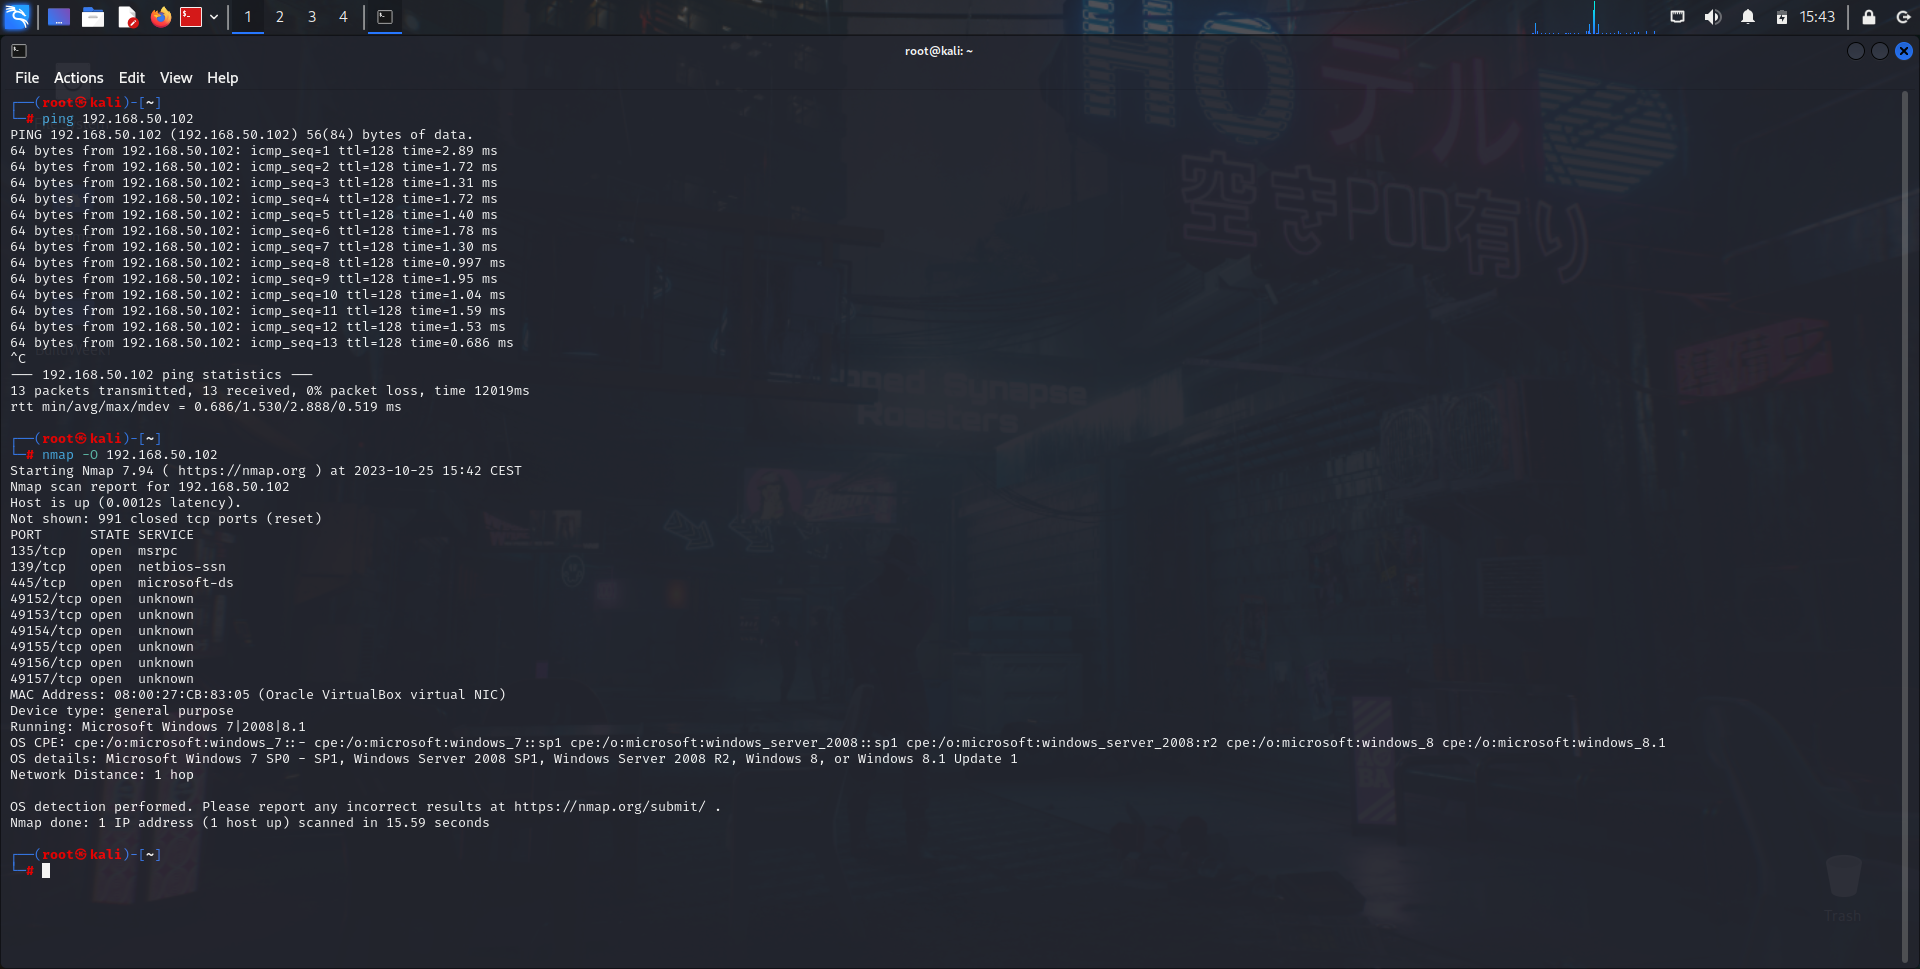 1 2 3 4
15:43
root@kali: ~
File Actions Edit View Help
┌──(root㉿kali)-[~]
└─# ping 192.168.50.102
PING 192.168.50.102 (192.168.50.102) 56(84) bytes of data.
64 bytes from 192.168.50.102: icmp_seq=1 ttl=128 time=2.89 ms
64 bytes from 192.168.50.102: icmp_seq=2 ttl=128 time=1.72 ms
64 bytes from 192.168.50.102: icmp_seq=3 ttl=128 time=1.31 ms
64 bytes from 192.168.50.102: icmp_seq=4 ttl=128 time=1.72 ms
64 bytes from 192.168.50.102: icmp_seq=5 ttl=128 time=1.40 ms
64 bytes from 192.168.50.102: icmp_seq=6 ttl=128 time=1.78 ms
64 bytes from 192.168.50.102: icmp_seq=7 ttl=128 time=1.30 ms
64 bytes from 192.168.50.102: icmp_seq=8 ttl=128 time=0.997 ms
64 bytes from 192.168.50.102: icmp_seq=9 ttl=128 time=1.95 ms
64 bytes from 192.168.50.102: icmp_seq=10 ttl=128 time=1.04 ms
64 bytes from 192.168.50.102: icmp_seq=11 ttl=128 time=1.59 ms
64 bytes from 192.168.50.102: icmp_seq=12 ttl=128 time=1.53 ms
64 bytes from 192.168.50.102: icmp_seq=13 ttl=128 time=0.686 ms
^C
--- 192.168.50.102 ping statistics ---
13 packets transmitted, 13 received, 0% packet loss, time 12019ms
rtt min/avg/max/mdev = 0.686/1.530/2.888/0.519 ms
┌──(root㉿kali)-[~]
└─# nmap -O 192.168.50.102
Starting Nmap 7.94 ( https://nmap.org ) at 2023-10-25 15:42 CEST
Nmap scan report for 192.168.50.102
Host is up (0.0012s latency).
Not shown: 991 closed tcp ports (reset)
PORT      STATE SERVICE
135/tcp   open  msrpc
139/tcp   open  netbios-ssn
445/tcp   open  microsoft-ds
49152/tcp open  unknown
49153/tcp open  unknown
49154/tcp open  unknown
49155/tcp open  unknown
49156/tcp open  unknown
49157/tcp open  unknown
MAC Address: 08:00:27:CB:83:05 (Oracle VirtualBox virtual NIC)
Device type: general purpose
Running: Microsoft Windows 7|2008|8.1
OS CPE: cpe:/o:microsoft:windows_7::- cpe:/o:microsoft:windows_7::sp1 cpe:/o:microsoft:windows_server_2008::sp1 cpe:/o:microsoft:windows_server_2008:r2 cpe:/o:microsoft:windows_8 cpe:/o:microsoft:windows_8.1
OS details: Microsoft Windows 7 SP0 - SP1, Windows Server 2008 SP1, Windows Server 2008 R2, Windows 8, or Windows 8.1 Update 1
Network Distance: 1 hop
OS detection performed. Please report any incorrect results at https://nmap.org/submit/ .
Nmap done: 1 IP address (1 host up) scanned in 15.59 seconds
┌──(root㉿kali)-[~]
└─#
Hoテル
空きPOD有り
Roasters
Trash